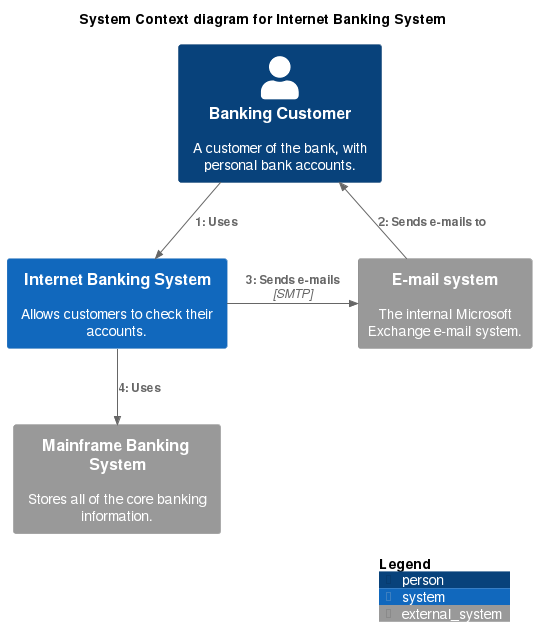 System Context diagram for Internet Banking System
Banking Customer
A customer of the bank, with
personal bank accounts.
1: Uses
2: Sends e-mails to
Internet Banking System
Allows customers to check their
accounts.
3: Sends e-mails
[SMTP]
E-mail system
The internal Microsoft
Exchange e-mail system.
4: Uses
Mainframe Banking
System
Stores all of the core banking
information.
Legend
person
system
external_system